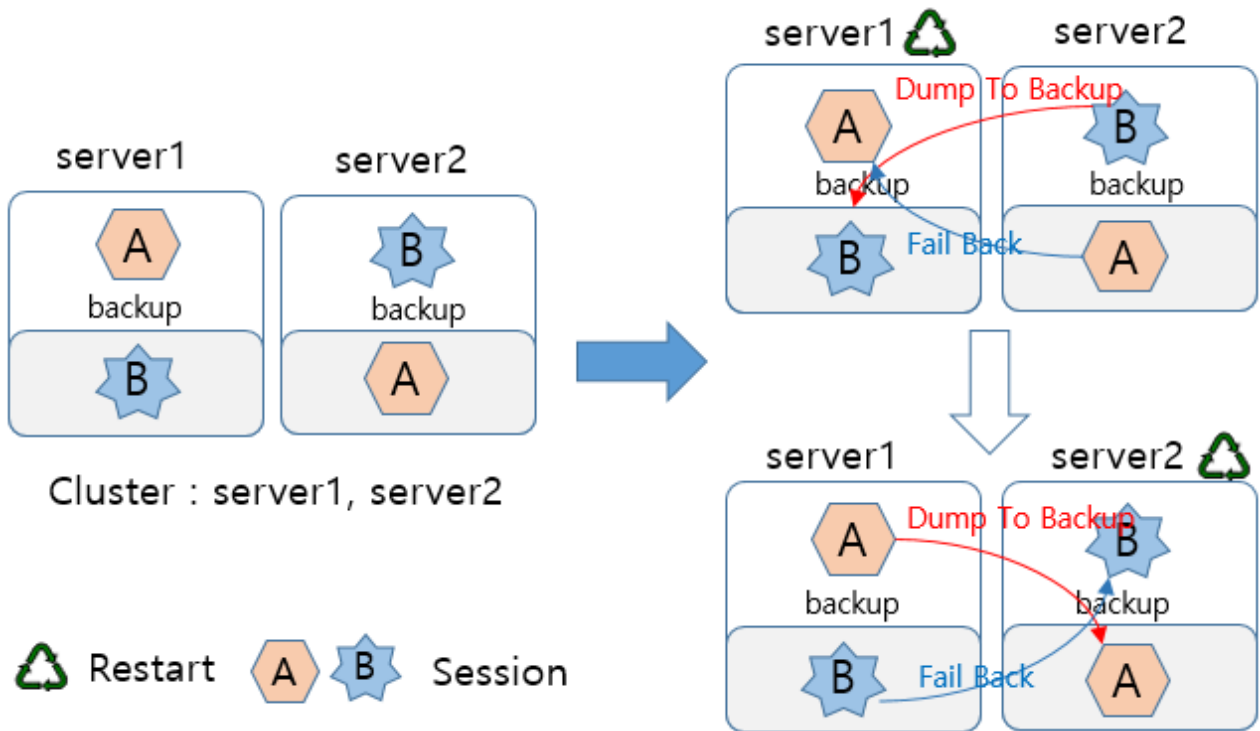 server1
server2
A
B
backup
backup
B
A
Cluster : server1, server2
Restart
A
B
Session
server1
server2
Dump To Backup
A
B
backup
backup
Fail Back
B
A
server1
server2
Dump To Backup
A
B
backup
backup
B
Fail Back
A